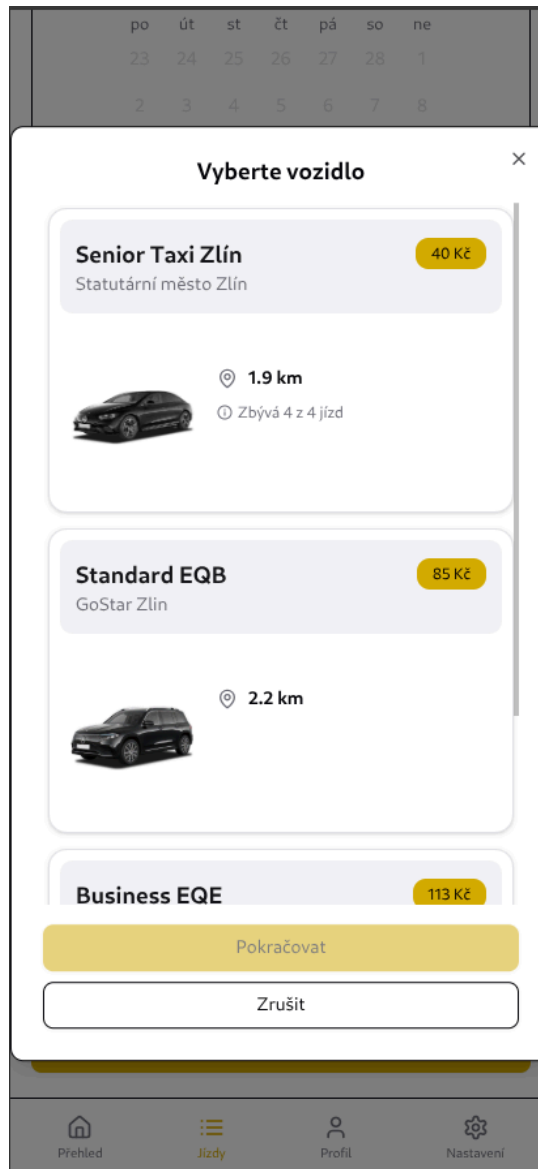 po út st čt pá so ne
23 24 25 26 27 28 1
2 3 4 5 6 7 8
Vyberte vozidlo
Senior Taxi Zlín
40 Kč
Statutární město Zlín
1.9 km
Zbývá 4 z 4 jízd
Standard EQB
85 Kč
GoStar Zlin
2.2 km
Business EQE
113 Kč
Pokračovat
Zrušit
Přehled Jízdy Profil Nastavení